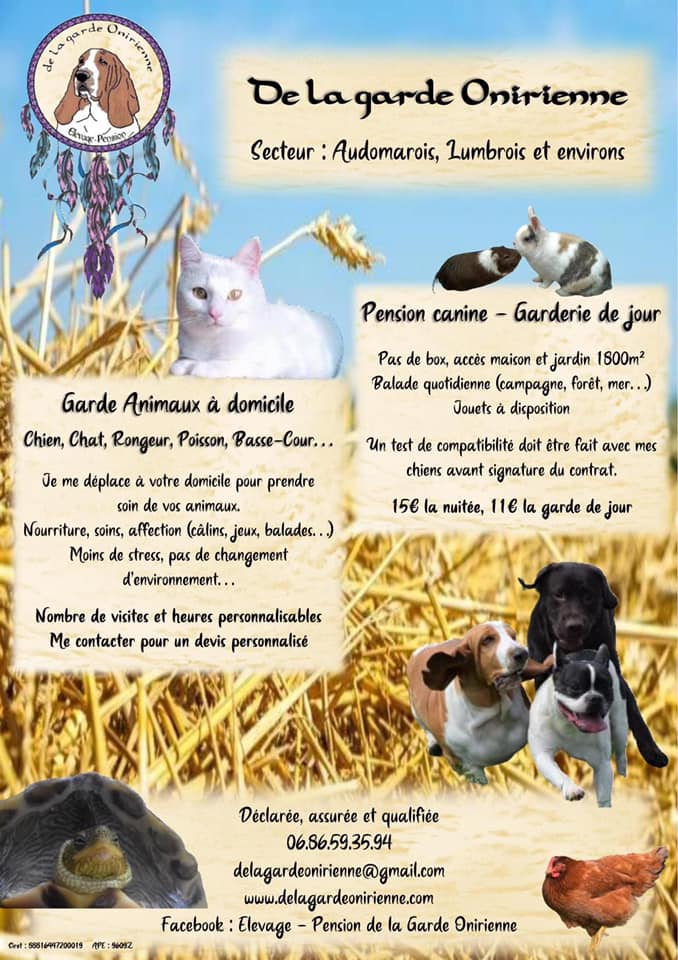 de la garde Onirienne
Elevage-Pension
De la garde Onirienne
Secteur : Audomarois, Lumbrois et environs
Pension canine - Garderie de jour
Pas de box, accès maison et jardin 1800m²
Balade quotidienne (campagne, forêt, mer...)
Jouets à disposition
Un test de compatibilité doit être fait avec mes
chiens avant signature du contrat.
15€ la nuitée, 11€ la garde de jour
Garde Animaux à domicile
Chien, Chat, Rongeur, Poisson, Basse-Cour...
Je me déplace à votre domicile pour prendre
soin de vos animaux.
Nourriture, soins, affection (câlins, jeux, balades...)
Moins de stress, pas de changement
d'environnement...
Nombre de visites et heures personnalisables
Me contacter pour un devis personnalisé
Déclarée, assurée et qualifiée
06.86.59.35.94
delagardeonirienne@gmail.com
www.delagardeonirienne.com
Facebook : Elevage - Pension de la Garde Onirienne
APE : 9609Z